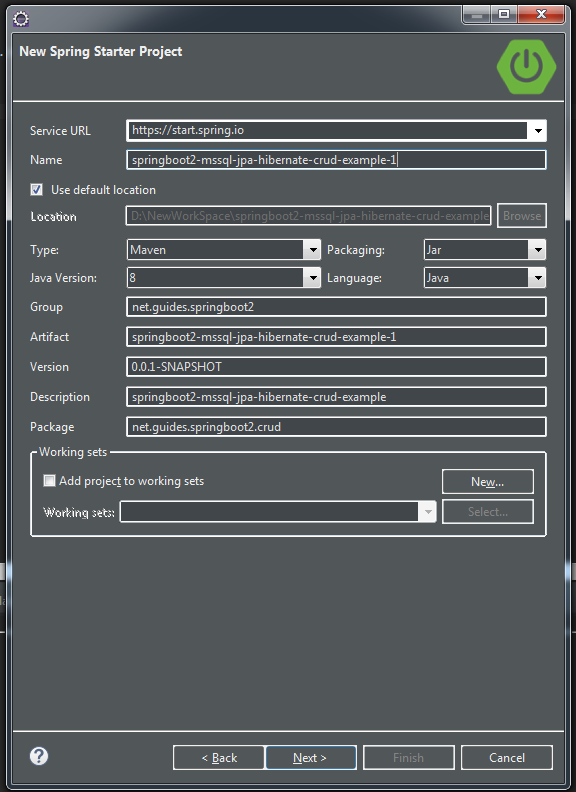 New Spring Starter Project
Service URL https://start.spring.io
Name springboot2-mssql-jpa-hibernate-crud-example-1
Use default location
Location D:\NewWorkSpace\springboot2-mssql-jpa-hibernate-crud-example Browse
Type: Maven Packaging: Jar
Java Version: 8 Language: Java
Group net.guides.springboot2
Artifact springboot2-mssql-jpa-hibernate-crud-example-1
Version 0.0.1-SNAPSHOT
Description springboot2-mssql-jpa-hibernate-crud-example
Package net.guides.springboot2.crud
Working sets
Add project to working sets New...
Working sets: Select...
? < Back Next > Finish Cancel